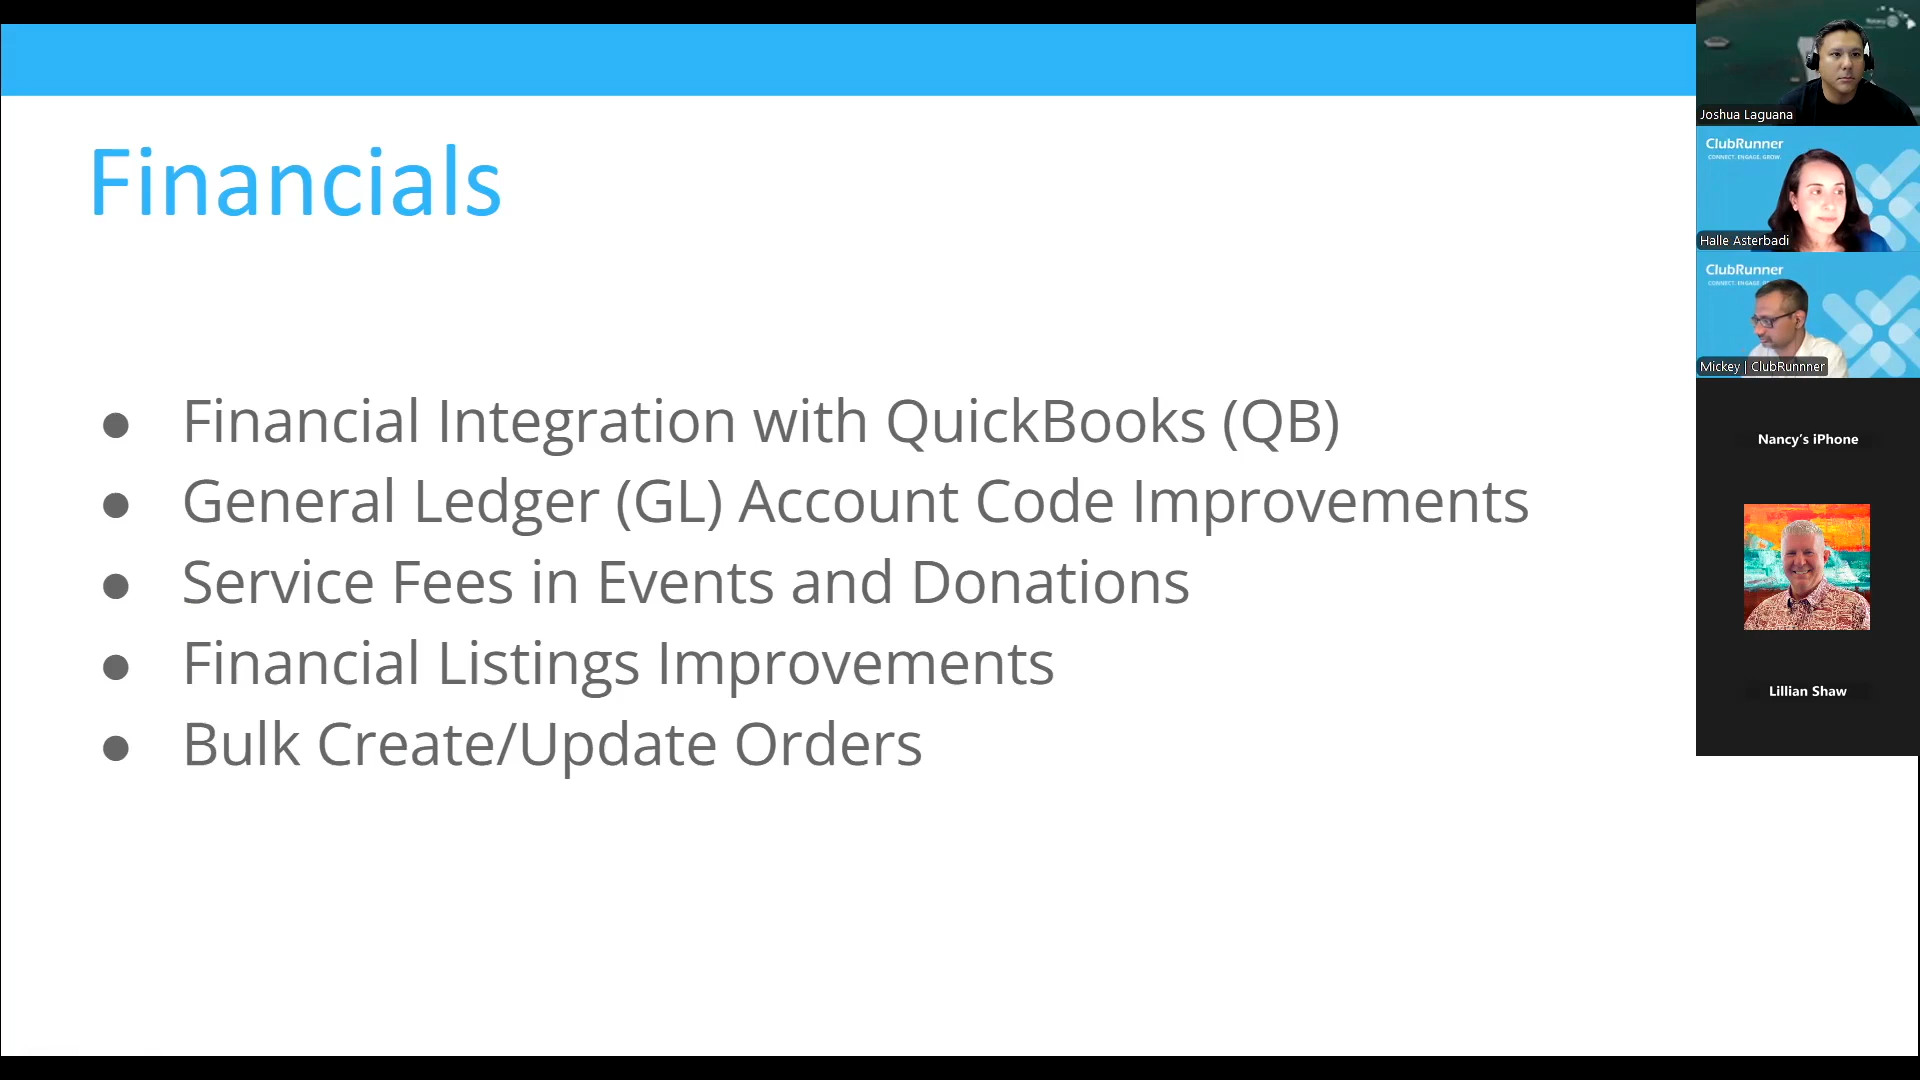 Financials
● Financial Integration with QuickBooks (QB)
● General Ledger (GL) Account Code Improvements
● Service Fees in Events and Donations
● Financial Listings Improvements
● Bulk Create/Update Orders
Joshua Laguana
ClubRunner
CONNECT. ENGAGE. GROW.
Halle Asterbadi
ClubRunner
CONNECT. ENGAGE.
Mickey | ClubRunnner
Nancy’s iPhone
Lillian Shaw